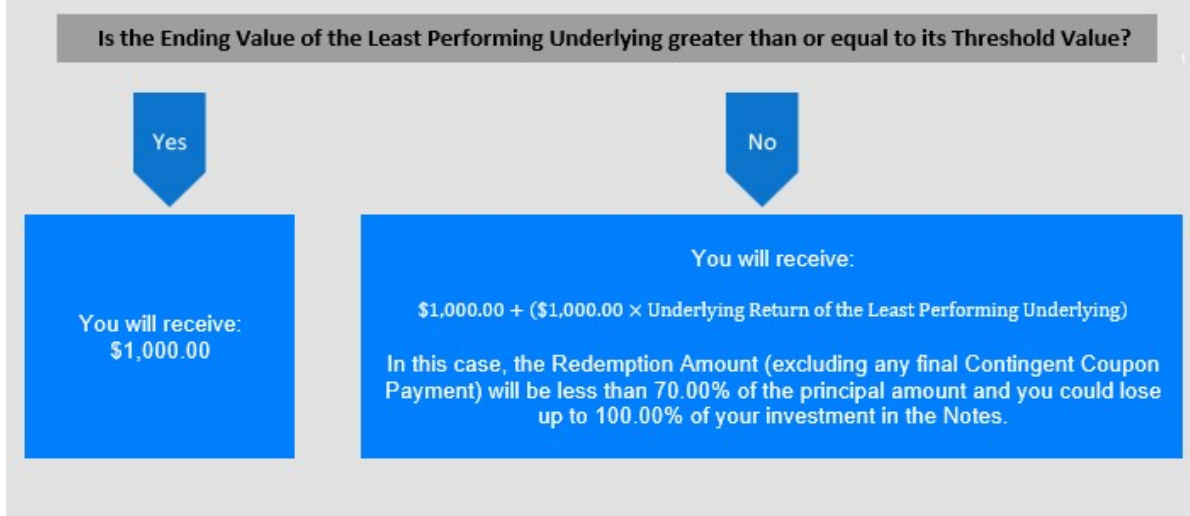 Is the Ending Value of the Least Performing Underlying greater than or equal to its Threshold Value?
Yes
No
You will receive:
$1,000.00
You will receive:
$1,000.00 + ($1,000.00 × Underlying Return of the Least Performing Underlying)
In this case, the Redemption Amount (excluding any final Contingent Coupon
Payment) will be less than 70.00% of the principal amount and you could lose
up to 100.00% of your investment in the Notes.